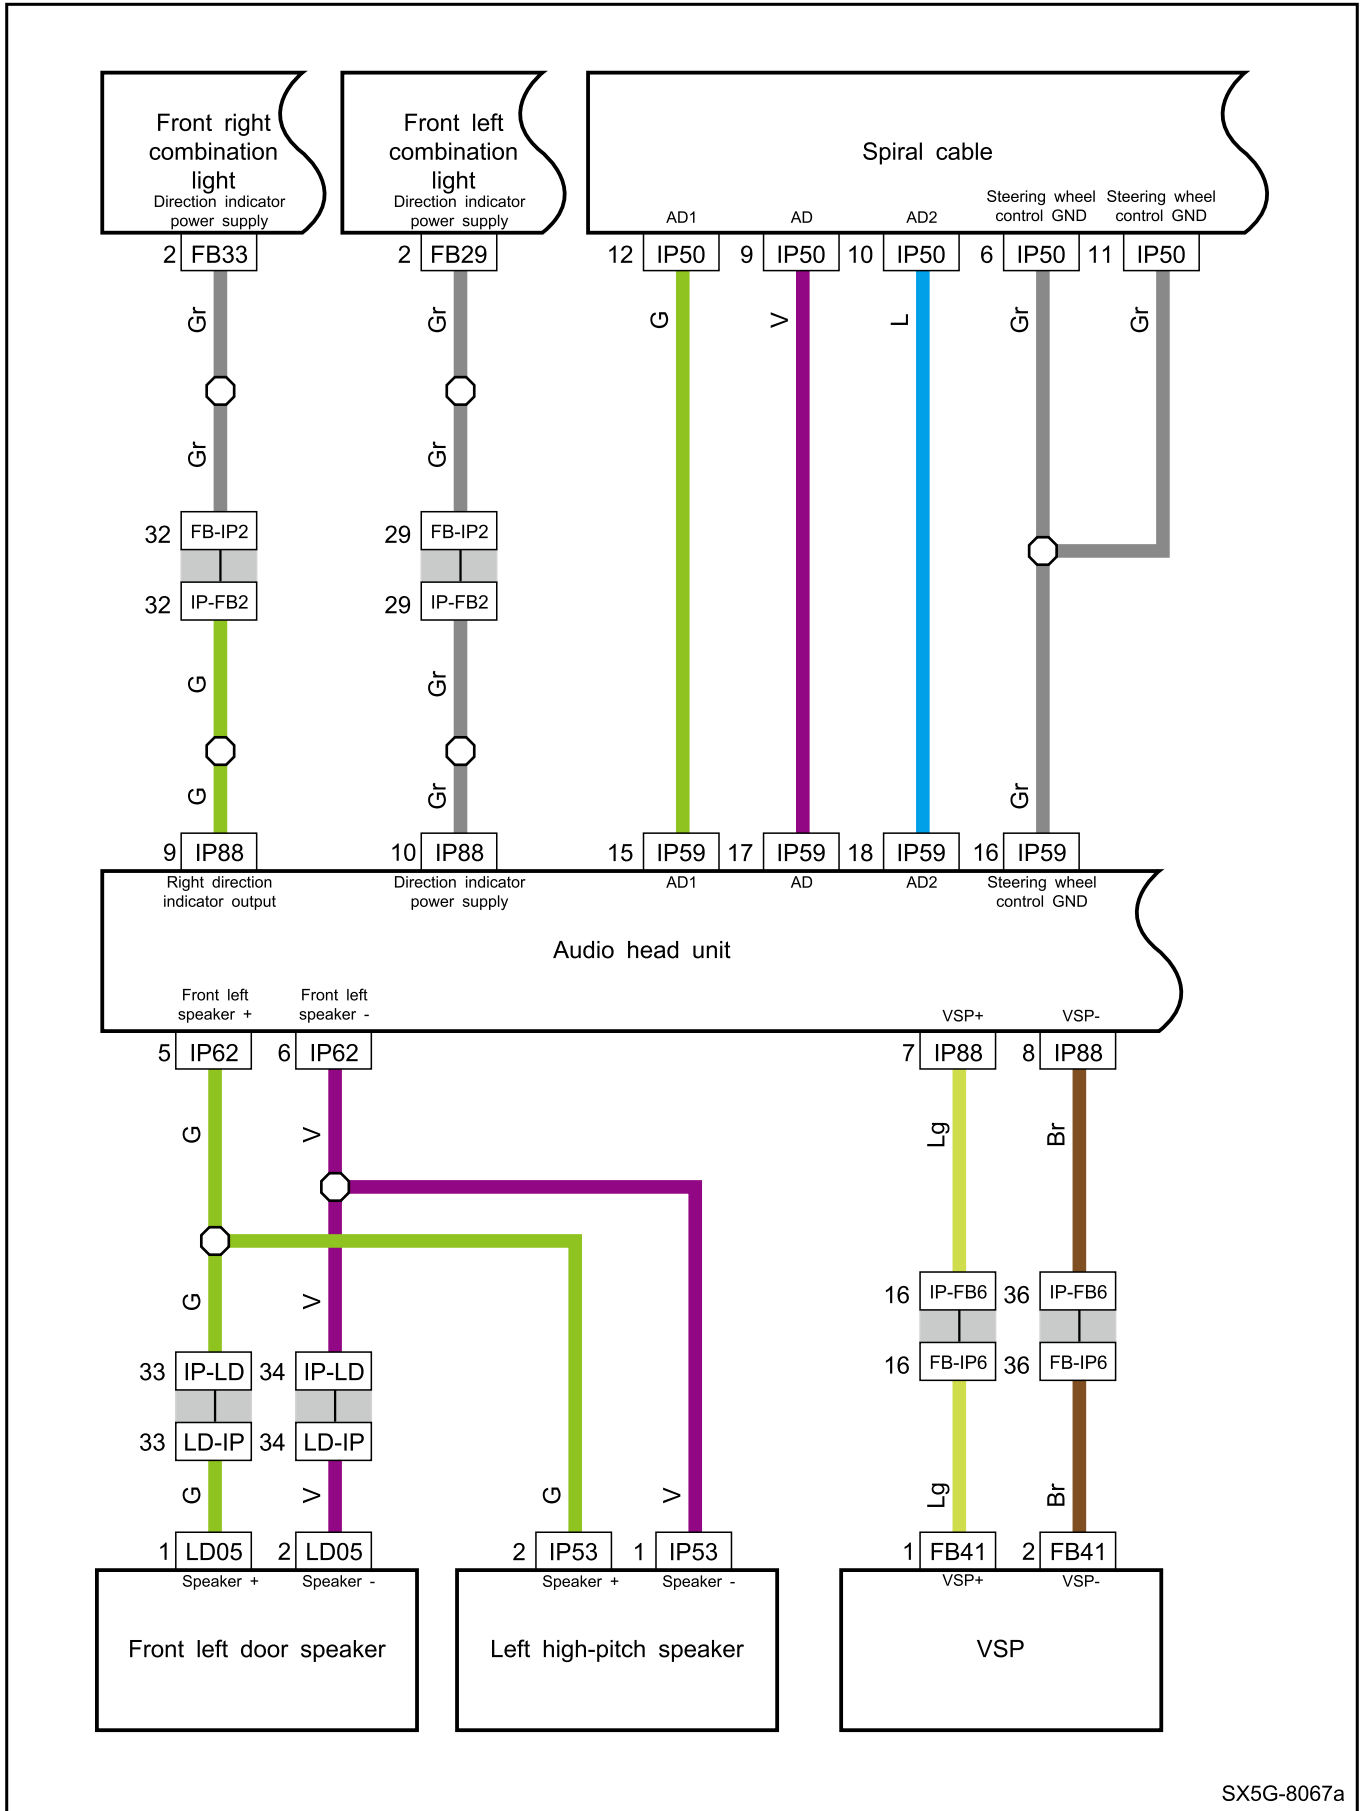 Front right
combination
light
Direction indicator
power supply
Front left
combination
light
Direction indicator
power supply
Spiral cable
AD1
AD
AD2
Steering wheel
control GND
Steering wheel
control GND
2 FB33
2 FB29
12 IP50
9 IP50
10 IP50
6 IP50
11 IP50
Gr
Gr
G
V
L
Gr
Gr
Gr
Gr
32 FB-IP2
29 FB-IP2
32 IP-FB2
29 IP-FB2
G
Gr
G
Gr
Gr
9 IP88
10 IP88
15 IP59
17 IP59
18 IP59
16 IP59
Right direction
indicator output
Direction indicator
power supply
AD1
AD
AD2
Steering wheel
control GND
Audio head unit
Front left
speaker +
Front left
speaker -
VSP+
VSP-
5 IP62
6 IP62
7 IP88
8 IP88
G
V
Lg
Br
G
V
16 IP-FB6
36 IP-FB6
16 FB-IP6
36 FB-IP6
33 IP-LD
34 IP-LD
33 LD-IP
34 LD-IP
G
V
G
V
Lg
Br
1 LD05
2 LD05
2 IP53
1 IP53
1 FB41
2 FB41
Speaker +
Speaker -
Speaker +
Speaker -
VSP+
VSP-
Front left door speaker
Left high-pitch speaker
VSP
SX5G-8067a